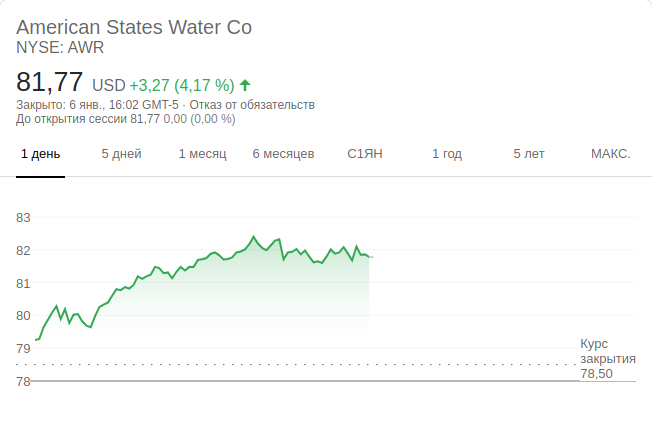 American States Water Co
NYSE: AWR
81,77 USD +3,27 (4,17 %)
Закрыто: 6 янв., 16:02 GMT-5 · Отказ от обязательств
До открытия сессии 81,77 0,00 (0,00 %)
1 день 5 дней 1 месяц 6 месяцев С1ЯН 1 год 5 лет МАКС.
83
82
81
80
79
78
Курс
закрытия
78,50